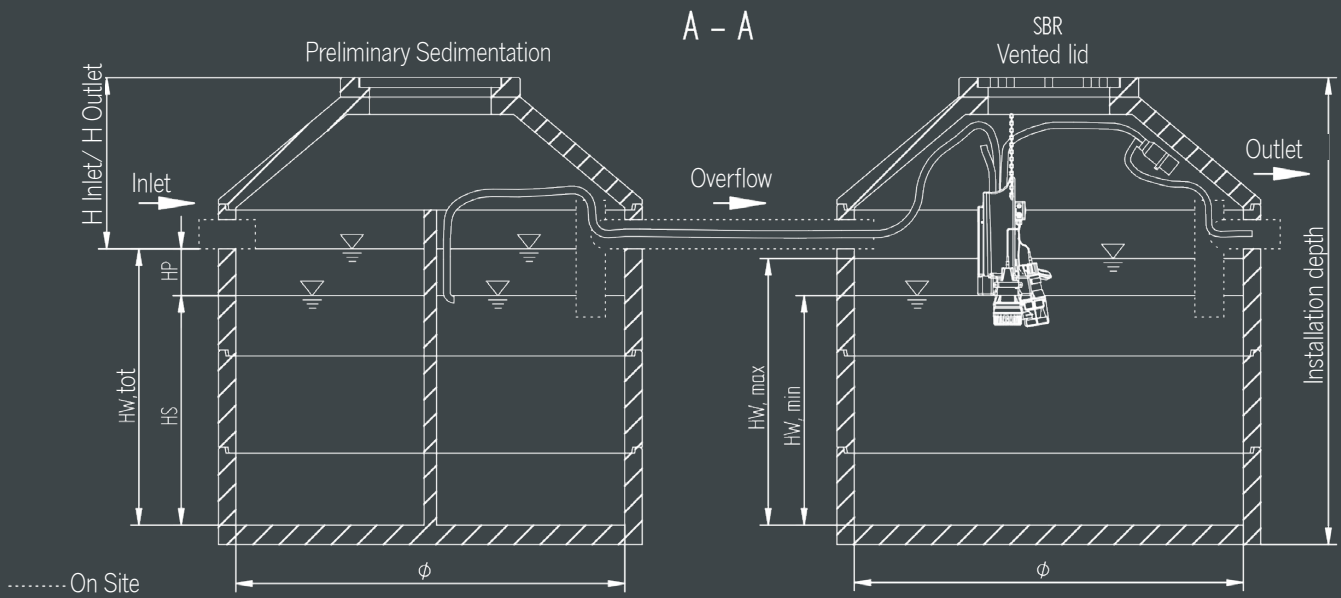 A – A
Preliminary Sedimentation
SBR
Vented lid
H Inlet/ H Outlet
Inlet
Overflow
Outlet
HP
HW,tot
HS
HW, max
HW, min
Installation depth
ϕ
ϕ
On Site